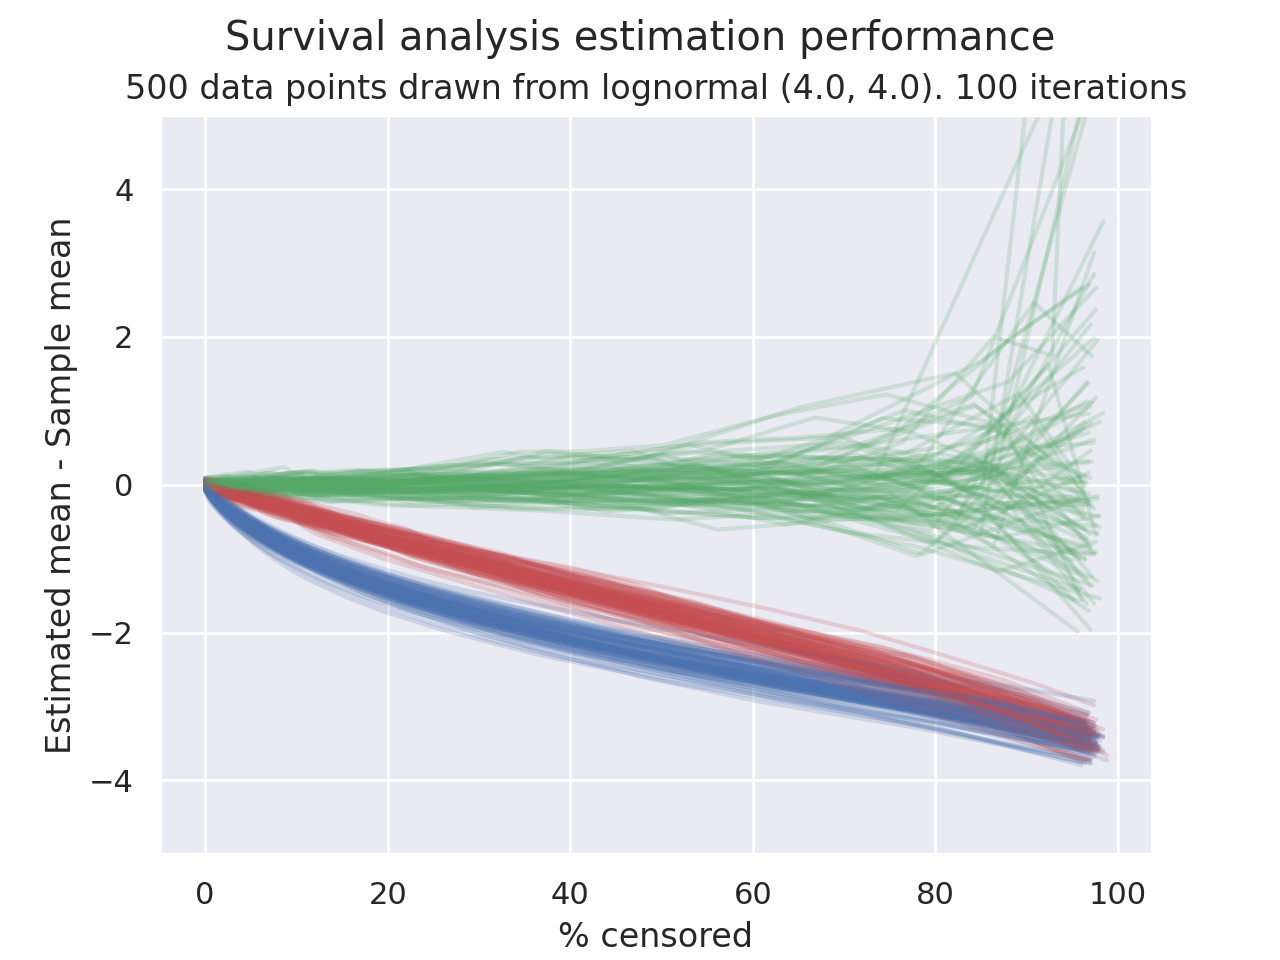 Survival analysis estimation performance
500 data points drawn from lognormal (4.0, 4.0). 100 iterations
Estimated mean - Sample mean
4
2
0
−2
−4
0 20 40 60 80 100
% censored